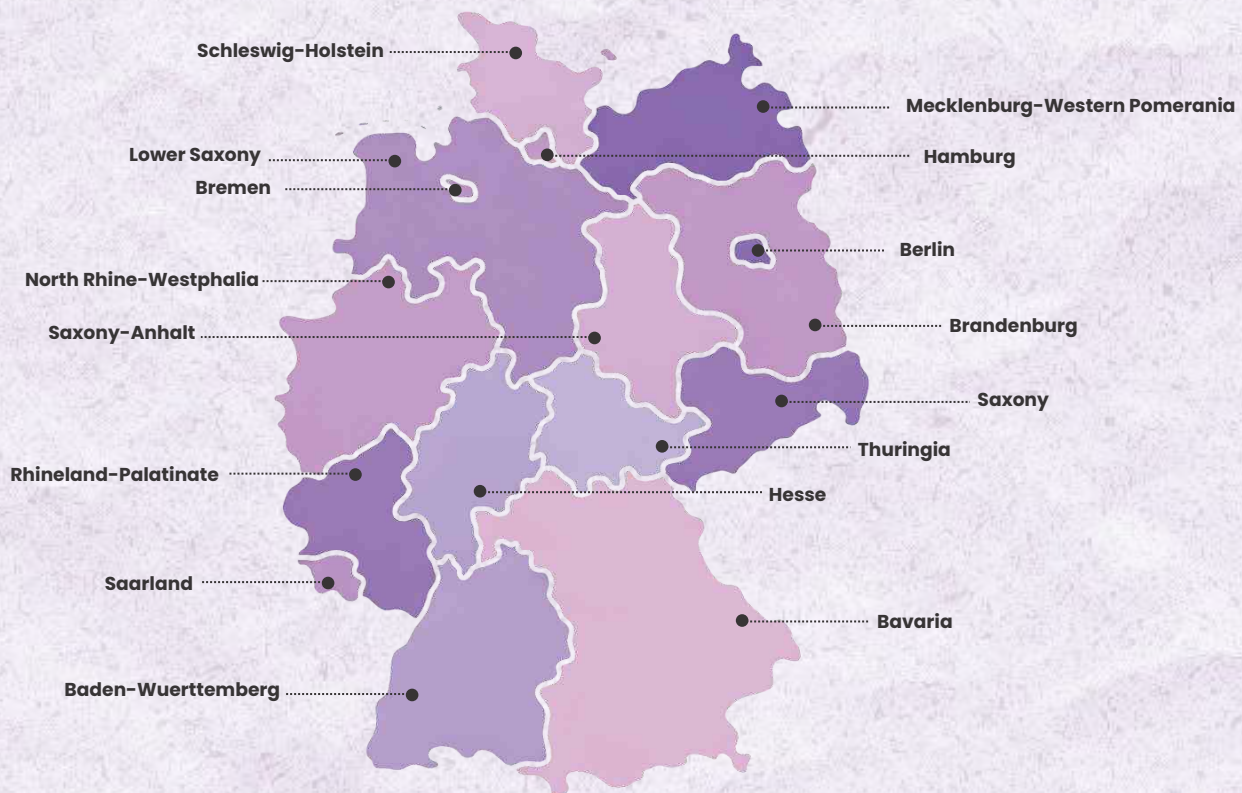 Schleswig-Holstein
Mecklenburg-Western Pomerania
Lower Saxony
Hamburg
Bremen
Berlin
North Rhine-Westphalia
Saxony-Anhalt
Brandenburg
Saxony
Thuringia
Rhineland-Palatinate
Hesse
Saarland
Bavaria
Baden-Wuerttemberg